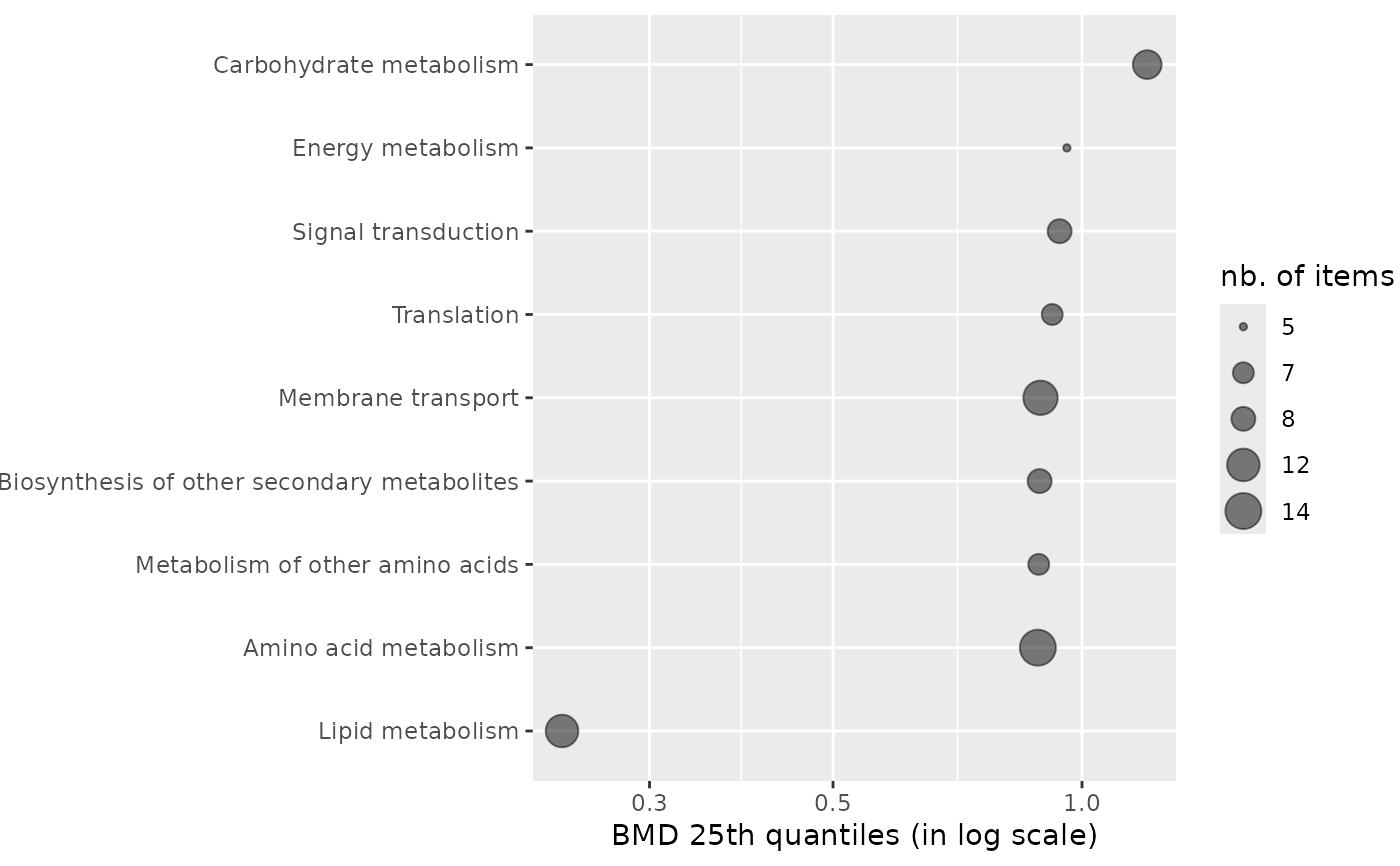 Carbohydrate metabolism
Energy metabolism
Signal transduction
Translation
Membrane transport
Biosynthesis of other secondary metabolites
Metabolism of other amino acids
Amino acid metabolism
Lipid metabolism
0.3 0.5 1.0
BMD 25th quantiles (in log scale)
nb. of items
5
7
8
12
14